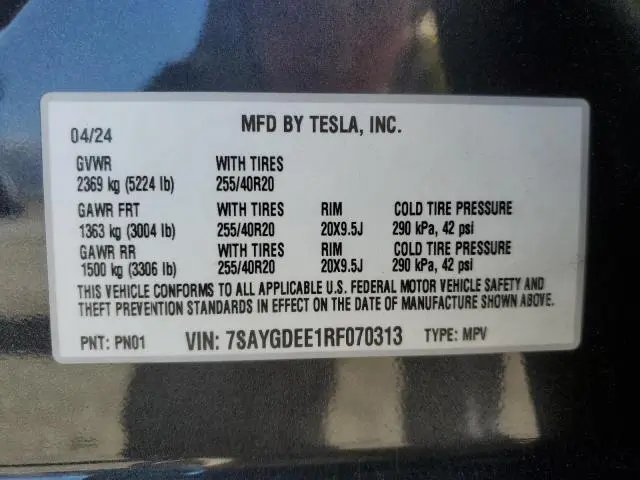 04/24 MFD BY TESLA, INC.
GVWR WITH TIRES
2369 kg (5224 lb) 255/40R20
GAWR FRT WITH TIRES RIM COLD TIRE PRESSURE
1363 kg (3004 lb) 255/40R20 20X9.5J 290 kPa, 42 psi
GAWR RR WITH TIRES RIM COLD TIRE PRESSURE
1500 kg (3306 lb) 255/40R20 20X9.5J 290 kPa, 42 psi
THIS VEHICLE CONFORMS TO ALL APPLICABLE U.S. FEDERAL MOTOR VEHICLE SAFETY AND
THEFT PREVENTION STANDARDS IN EFFECT ON THE DATE OF MANUFACTURE SHOWN ABOVE.
PNT: PN01 VIN: 7SAYGDEE1RF070313 TYPE: MPV